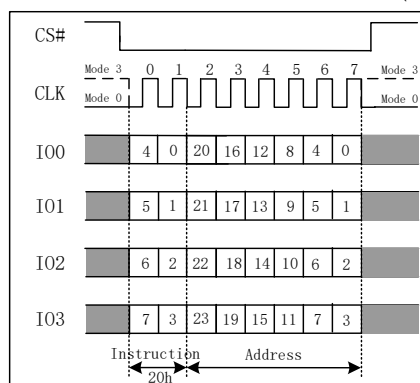 CS#
Mode 3 0 1 2 3 4 5 6 7 Mode 3
CLK
Mode 0 Mode 0
IO0 4 0 20 16 12 8 4 0
IO1 5 1 21 17 13 9 5 1
IO2 6 2 22 18 14 10 6 2
IO3 7 3 23 19 15 11 7 3
Instruction Address
20h